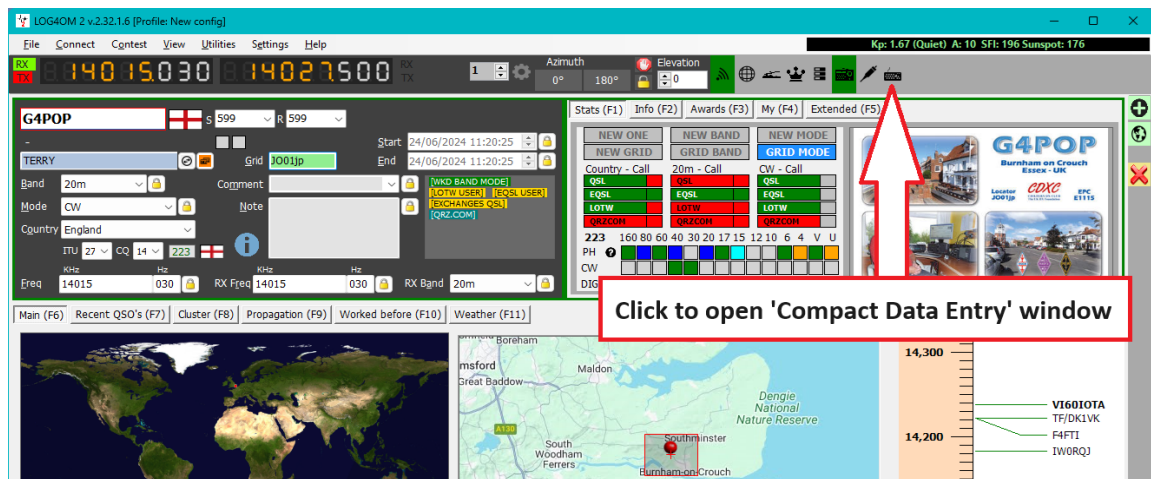 LOG4OM 2 v.2.32.1.6 [Profile: New config]
File Connect Contest View Utilities Settings Help
Kp: 1.67 (Quiet) A: 10 SFI: 196 Sunspot: 176
RX
TX
14015.030
14027.500
RX
TX
1
Azimuth
0° 180°
Elevation
0
G4POP
S 599 R 599
-
Start 24/06/2024 11:20:25
TERRY
Grid JO01jp
End 24/06/2024 11:20:25
Band 20m
Comment
Mode CW
Note
Country England
ITU 27 CQ 14 223
[WKD BAND MODE]
[LOTW USER] [EQSL USER]
[EXCHANGES QSL]
[QRZ.COM]
KHz Hz KHz Hz
Freq 14015 030 RX Freq 14015 030 RX Band 20m
Stats (F1) Info (F2) Awards (F3) My (F4) Extended (F5)
NEW ONE NEW BAND NEW MODE
NEW GRID GRID BAND GRID MODE
Country - Call 20m - Call CW - Call
QSL QSL QSL
EQSL EQSL EQSL
LOTW LOTW LOTW
QRZCOM QRZCOM QRZCOM
223 160 80 60 40 30 20 17 15 12 10 6 4 V U
PH
CW
DIG
G4POP
Burnham on Crouch
Essex - UK
Locator
JO01jp
CDXC
EPC
E1115
Click to open 'Compact Data Entry' window
Main (F6) Recent QSO's (F7) Cluster (F8) Propagation (F9) Worked before (F10) Weather (F11)
Boreham
msford
Great Baddow
Maldon
Dengie
National
Nature Reserve
A130
South
Woodham
Ferrers
Southminster
Burnham-on-Crouch
14,300
14,200
VI60IOTA
TF/DK1VK
F4FTI
IW0RQJ